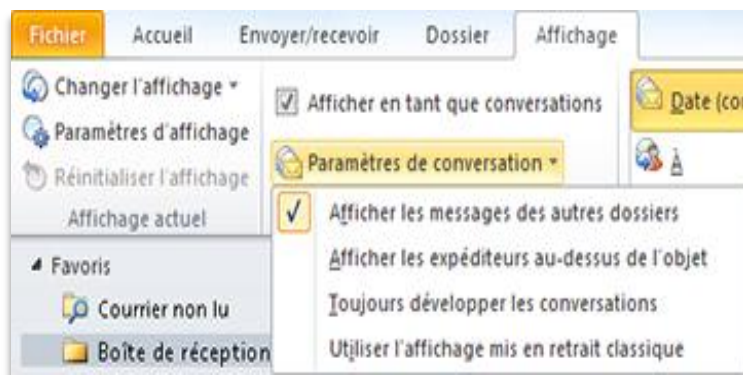 Fichier Accueil Envoyer/recevoir Dossier Affichage
Changer l'affichage
Paramètres d'affichage
Réinitialiser l'affichage
Affichage actuel
Afficher en tant que conversations
Paramètres de conversation
Date (co
À
Afficher les messages des autres dossiers
Afficher les expéditeurs au-dessus de l'objet
Toujours développer les conversations
Utiliser l'affichage mis en retrait classique
Favoris
Courrier non lu
Boîte de réception